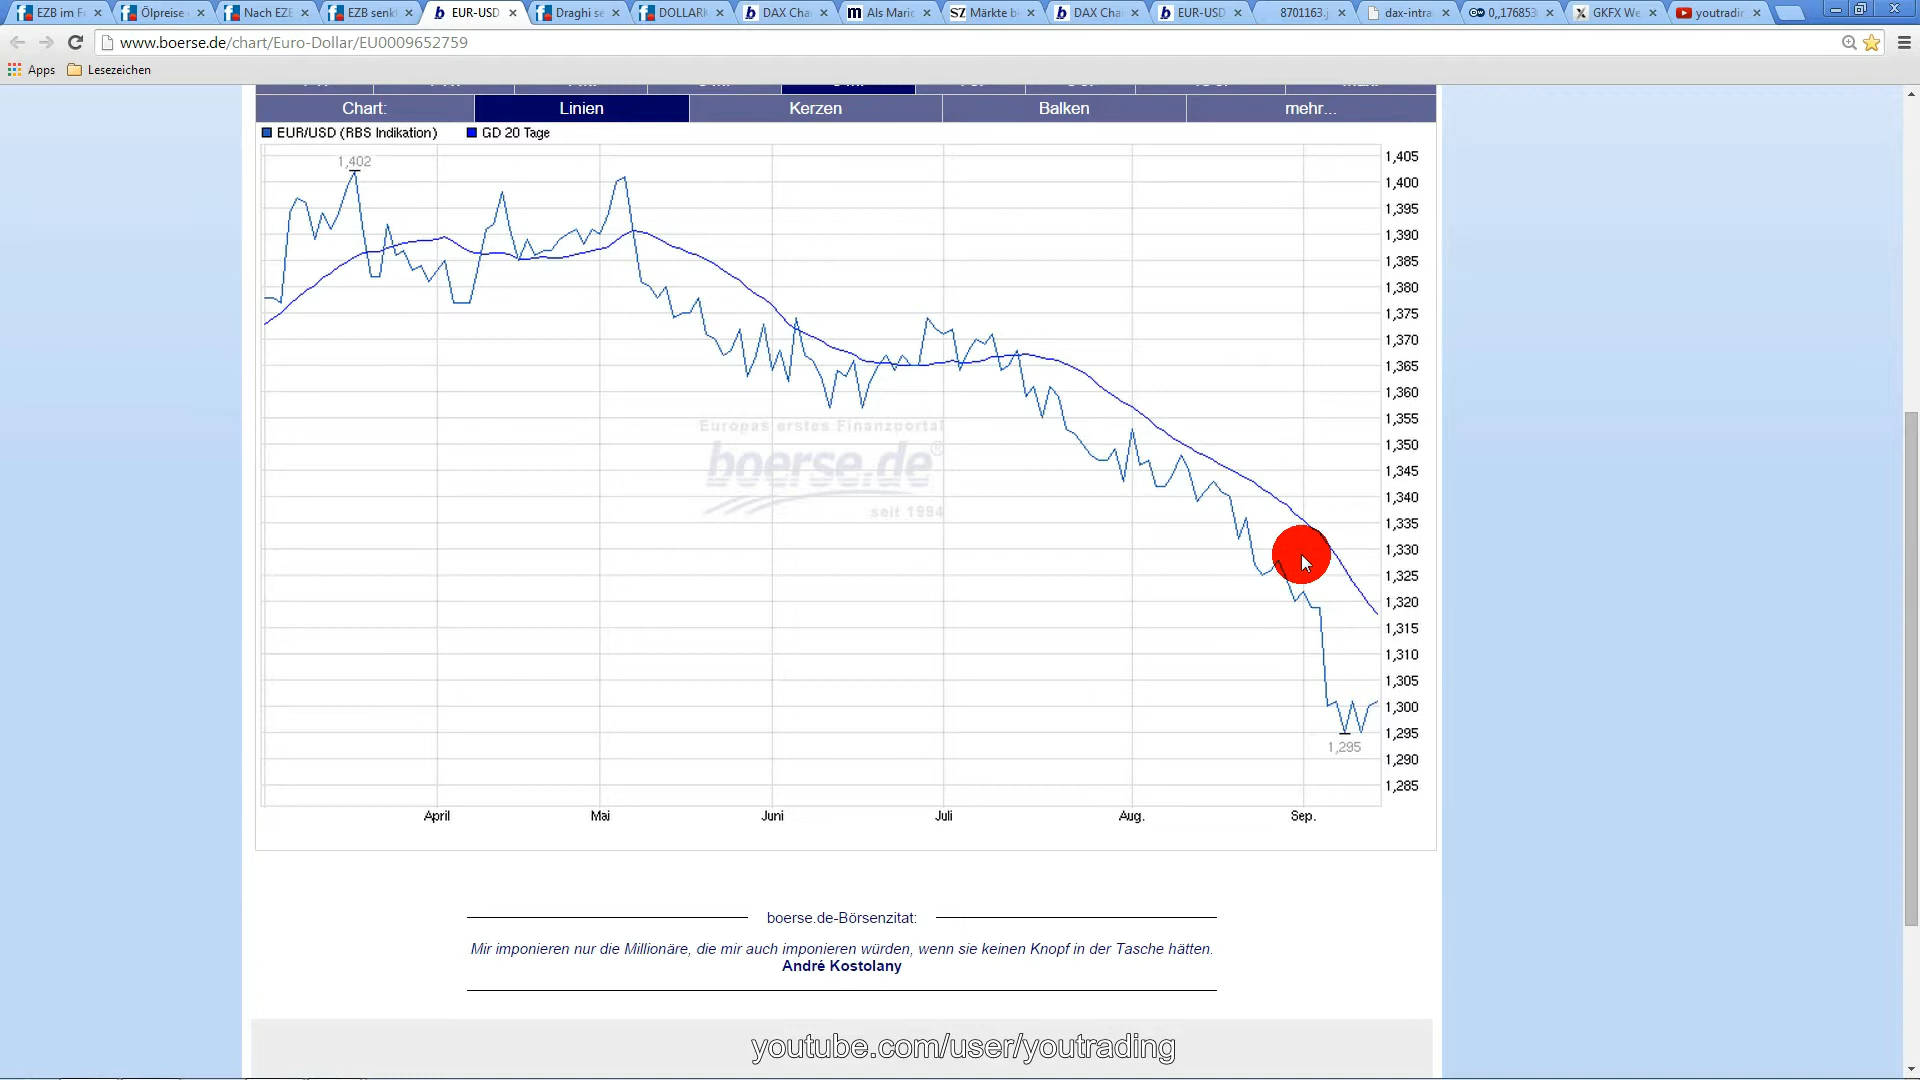 EZB im F
Ölpreise
Nach EZB
EZB senk
EUR-USD
Draghi se
DOLLARK
DAX Cha
Als Mario
SZ Märkte b
DAX Cha
EUR-USD
8701163.j
dax-intra
0,,176853
GKFX We
youtradin
www.boerse.de/chart/Euro-Dollar/EU0009652759
Apps Lesezeichen
Chart: Linien Kerzen Balken mehr...
EUR/USD (RBS Indikation) GD 20 Tage
1,402
1,405
1,400
1,395
1,390
1,385
1,380
1,375
1,370
1,365
1,360
1,355
1,350
1,345
1,340
1,335
1,330
1,325
1,320
1,315
1,310
1,305
1,300
1,295
1,290
1,285
Europas erstes Finanzportal
boerse.de®
seit 1994
1,295
April Mai Juni Juli Aug. Sep.
boerse.de-Börsenzitat:
Mir imponieren nur die Millionäre, die mir auch imponieren würden, wenn sie keinen Knopf in der Tasche hätten.
André Kostolany
youtube.com/user/youtrading